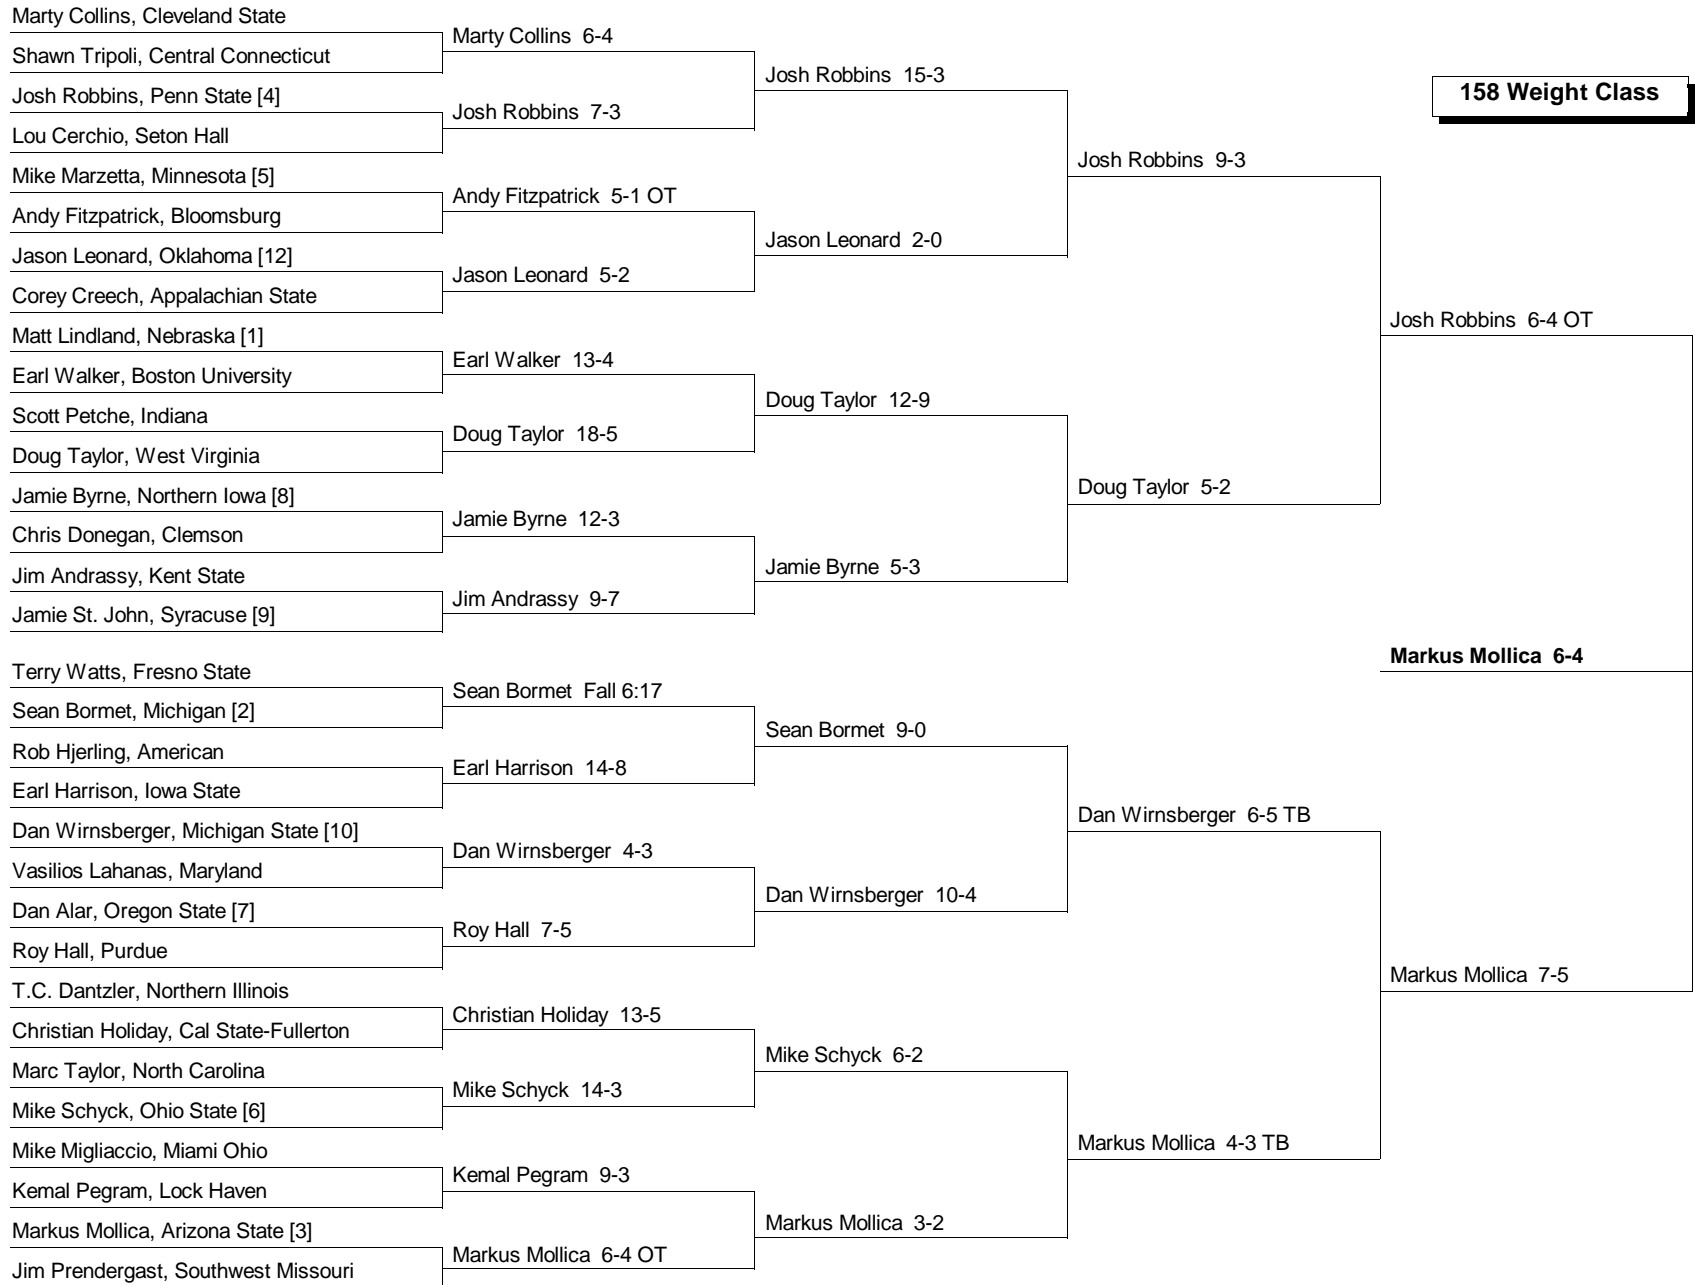 Marty Collins, Cleveland State
Shawn Tripoli, Central Connecticut
Josh Robbins, Penn State [4]
Lou Cerchio, Seton Hall
Mike Marzetta, Minnesota [5]
Andy Fitzpatrick, Bloomsburg
Jason Leonard, Oklahoma [12]
Corey Creech, Appalachian State
Matt Lindland, Nebraska [1]
Earl Walker, Boston University
Scott Petche, Indiana
Doug Taylor, West Virginia
Jamie Byrne, Northern Iowa [8]
Chris Donegan, Clemson
Jim Andrassy, Kent State
Jamie St. John, Syracuse [9]
Terry Watts, Fresno State
Sean Bormet, Michigan [2]
Rob Hjerling, American
Earl Harrison, Iowa State
Dan Wirnsberger, Michigan State [10]
Vasilios Lahanas, Maryland
Dan Alar, Oregon State [7]
Roy Hall, Purdue
T.C. Dantzler, Northern Illinois
Christian Holiday, Cal State-Fullerton
Marc Taylor, North Carolina
Mike Schyck, Ohio State [6]
Mike Migliaccio, Miami Ohio
Kemal Pegram, Lock Haven
Markus Mollica, Arizona State [3]
Jim Prendergast, Southwest Missouri
Marty Collins 6-4
Josh Robbins 7-3
Andy Fitzpatrick 5-1 OT
Jason Leonard 5-2
Earl Walker 13-4
Doug Taylor 18-5
Jamie Byrne 12-3
Jim Andrassy 9-7
Sean Bormet Fall 6:17
Earl Harrison 14-8
Dan Wirnsberger 4-3
Roy Hall 7-5
Christian Holiday 13-5
Mike Schyck 14-3
Kemal Pegram 9-3
Markus Mollica 6-4 OT
Josh Robbins 15-3
Jason Leonard 2-0
Doug Taylor 12-9
Jamie Byrne 5-3
Sean Bormet 9-0
Dan Wirnsberger 10-4
Mike Schyck 6-2
Markus Mollica 3-2
Josh Robbins 9-3
Doug Taylor 5-2
Dan Wirnsberger 6-5 TB
Markus Mollica 4-3 TB
Josh Robbins 6-4 OT
Markus Mollica 7-5
Markus Mollica 6-4
158 Weight Class